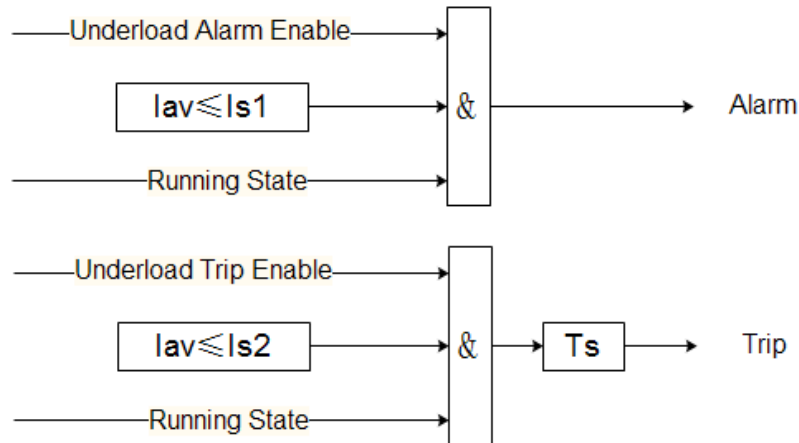 Underload Alarm Enable
Iav≤Is1
&
Alarm
Running State
Underload Trip Enable
Iav≤Is2
&
Ts
Trip
Running State